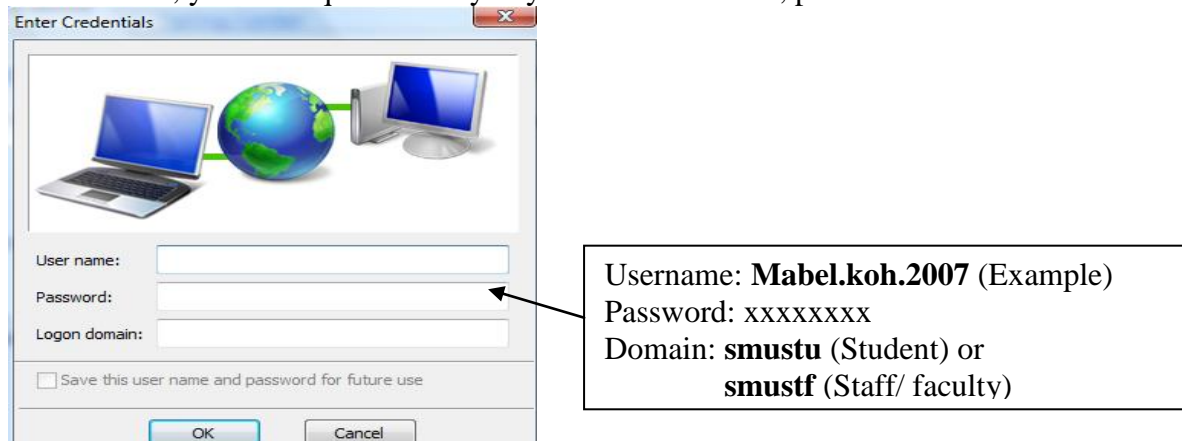 Enter Credentials
User name:
Password:
Logon domain:
Save this user name and password for future use
OK
Cancel
Username: Mabel.koh.2007 (Example)
Password: xxxxxxxx
Domain: smustu (Student) or
smustf (Staff/ faculty)